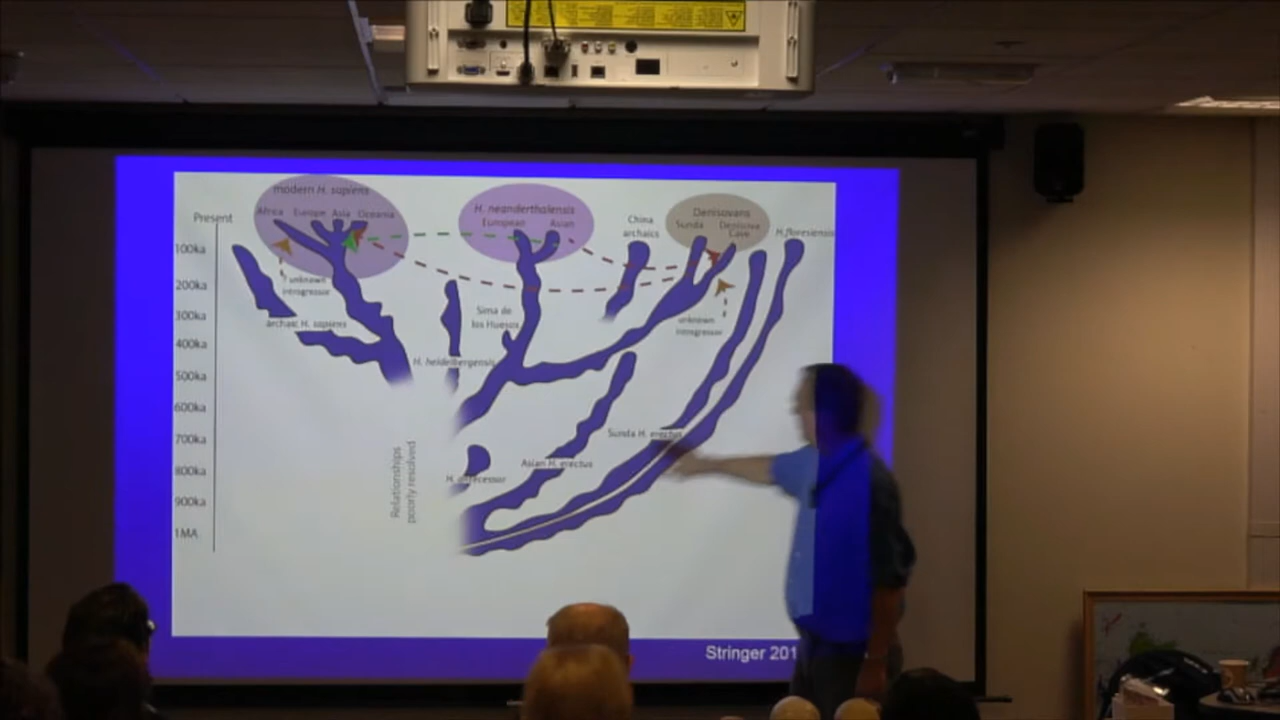 modern H. sapiens
Africa Europe Asia Oceania
H. neanderthalensis
European Asian
China
archaics
Denisovans
Sunda Denisova
Cave
H. floresiensis
Present
100ka
200ka
300ka
400ka
500ka
600ka
700ka
800ka
900ka
1MA
? unknown
introgressor
archaic H. sapiens
Sima de
los Huesos
unknown
introgressor
H. heidelbergensis
Sunda H. erectus
Asian H. erectus
H. antecessor
Relationships
poorly resolved
Stringer 201